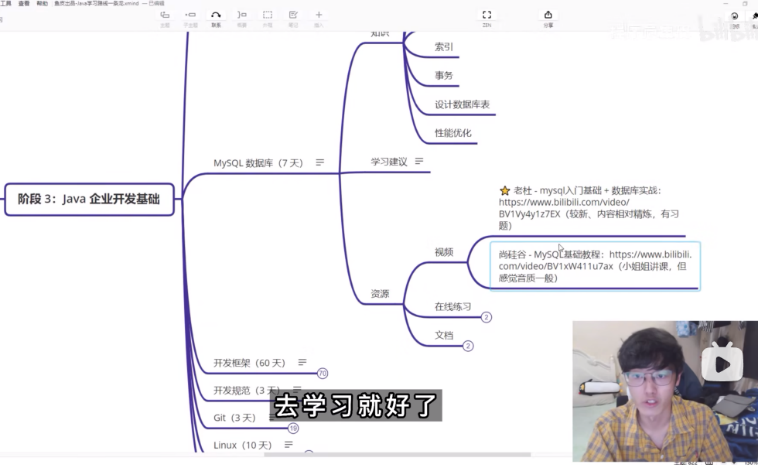 工具 查看 帮助 鱼皮出品-Java学习路线一条龙.xmind — 已编辑
主题
子主题
联系
概要
外框
笔记
插入
ZEN
分享
bilibili
知识
索引
事务
设计数据库表
性能优化
MySQL 数据库（7 天）
学习建议
阶段 3：Java 企业开发基础
老杜 - mysql入门基础 + 数据库实战：
https://www.bilibili.com/video/
BV1Vy4y1z7EX（较新、内容相对精炼，有习
题）
视频
尚硅谷 - MySQL基础教程：https://www.bilibili.
com/video/BV1xW411u7ax（小姐姐讲课，但
感觉音质一般）
资源
在线练习 2
文档 2
开发框架（60 天） 70
开发规范（3 天）
去学习就好了
Git（3 天） 19
Linux（10 天）